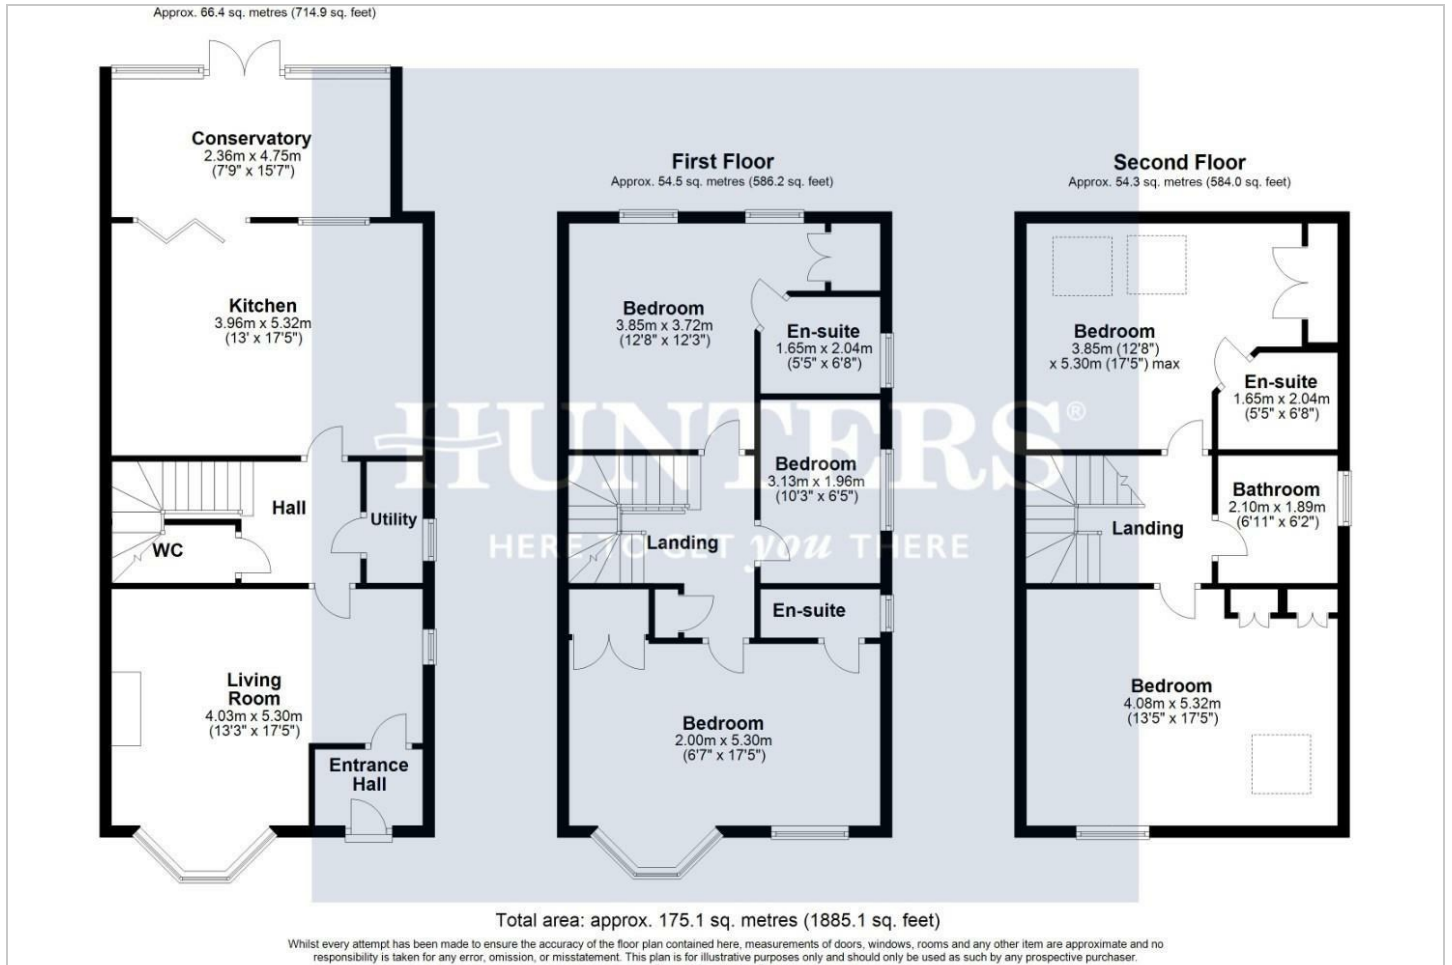 Approx. 66.4 sq. metres (714.9 sq. feet)
Conservatory
2.36m x 4.75m
(7'9" x 15'7")
Kitchen
3.96m x 5.32m
(13' x 17'5")
Hall
Utility
WC
Living
Room
4.03m x 5.30m
(13'3" x 17'5")
Entrance
Hall
First Floor
Approx. 54.5 sq. metres (586.2 sq. feet)
Bedroom
3.85m x 3.72m
(12'8" x 12'3")
En-suite
1.65m x 2.04m
(5'5" x 6'8")
Bedroom
3.13m x 1.96m
(10'3" x 6'5")
Landing
En-suite
Bedroom
2.00m x 5.30m
(6'7" x 17'5")
Second Floor
Approx. 54.3 sq. metres (584.0 sq. feet)
Bedroom
3.85m (12'8")
x 5.30m (17'5") max
En-suite
1.65m x 2.04m
(5'5" x 6'8")
Bathroom
2.10m x 1.89m
(6'11" x 6'2")
Landing
Bedroom
4.08m x 5.32m
(13'5" x 17'5")
HUNTERS®
HERE TO GET you THERE
Total area: approx. 175.1 sq. metres (1885.1 sq. feet)
Whilst every attempt has been made to ensure the accuracy of the floor plan contained here, measurements of doors, windows, rooms and any other item are approximate and no
responsibility is taken for any error, omission, or misstatement. This plan is for illustrative purposes only and should only be used as such by any prospective purchaser.